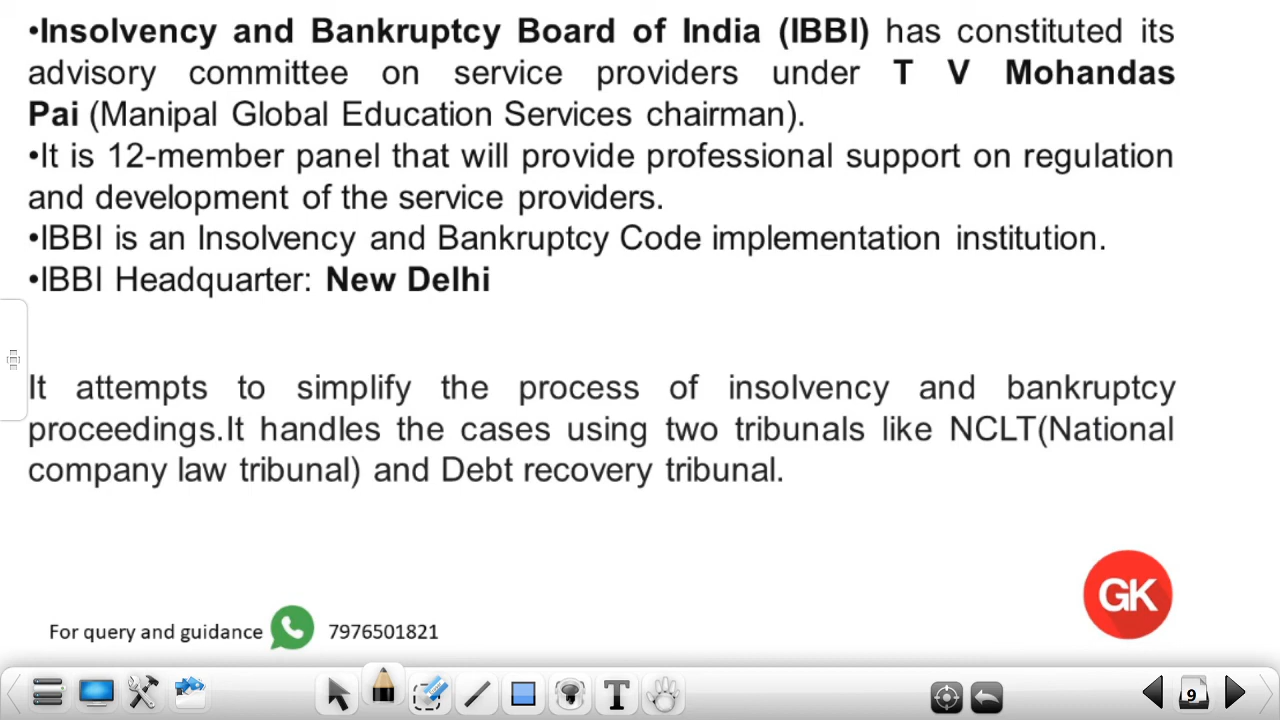 •Insolvency and Bankruptcy Board of India (IBBI) has constituted its
advisory committee on service providers under T V Mohandas
Pai (Manipal Global Education Services chairman).
•It is 12-member panel that will provide professional support on regulation
and development of the service providers.
•IBBI is an Insolvency and Bankruptcy Code implementation institution.
•IBBI Headquarter: New Delhi
It attempts to simplify the process of insolvency and bankruptcy
proceedings.It handles the cases using two tribunals like NCLT(National
company law tribunal) and Debt recovery tribunal.
GK
For query and guidance 7976501821
T
9